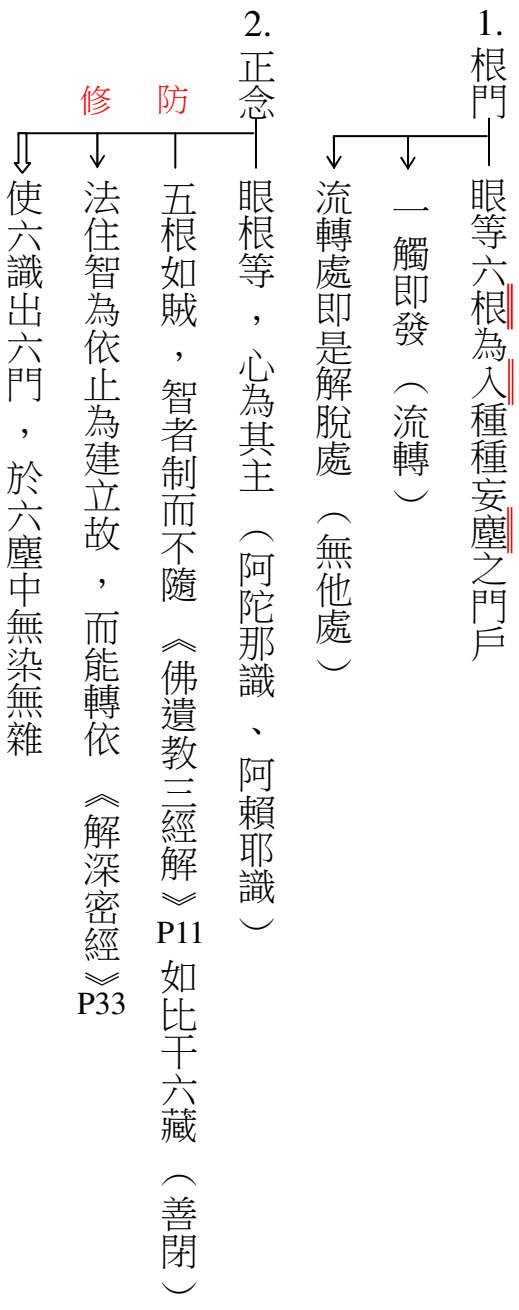 1.根門
眼等六根為入種種妄塵之門戶
一觸即發（流轉）
流轉處即是解脫處（無他處）
2.正念
眼根等，心為其主（阿陀那識、阿賴耶識）
防
五根如賊，智者制而不隨《佛遺教三經解》P11如比干六藏（善閉）
修
法住智為依止為建立故，而能轉依《解深密經》P33
使六識出六門，於六塵中無染無雜